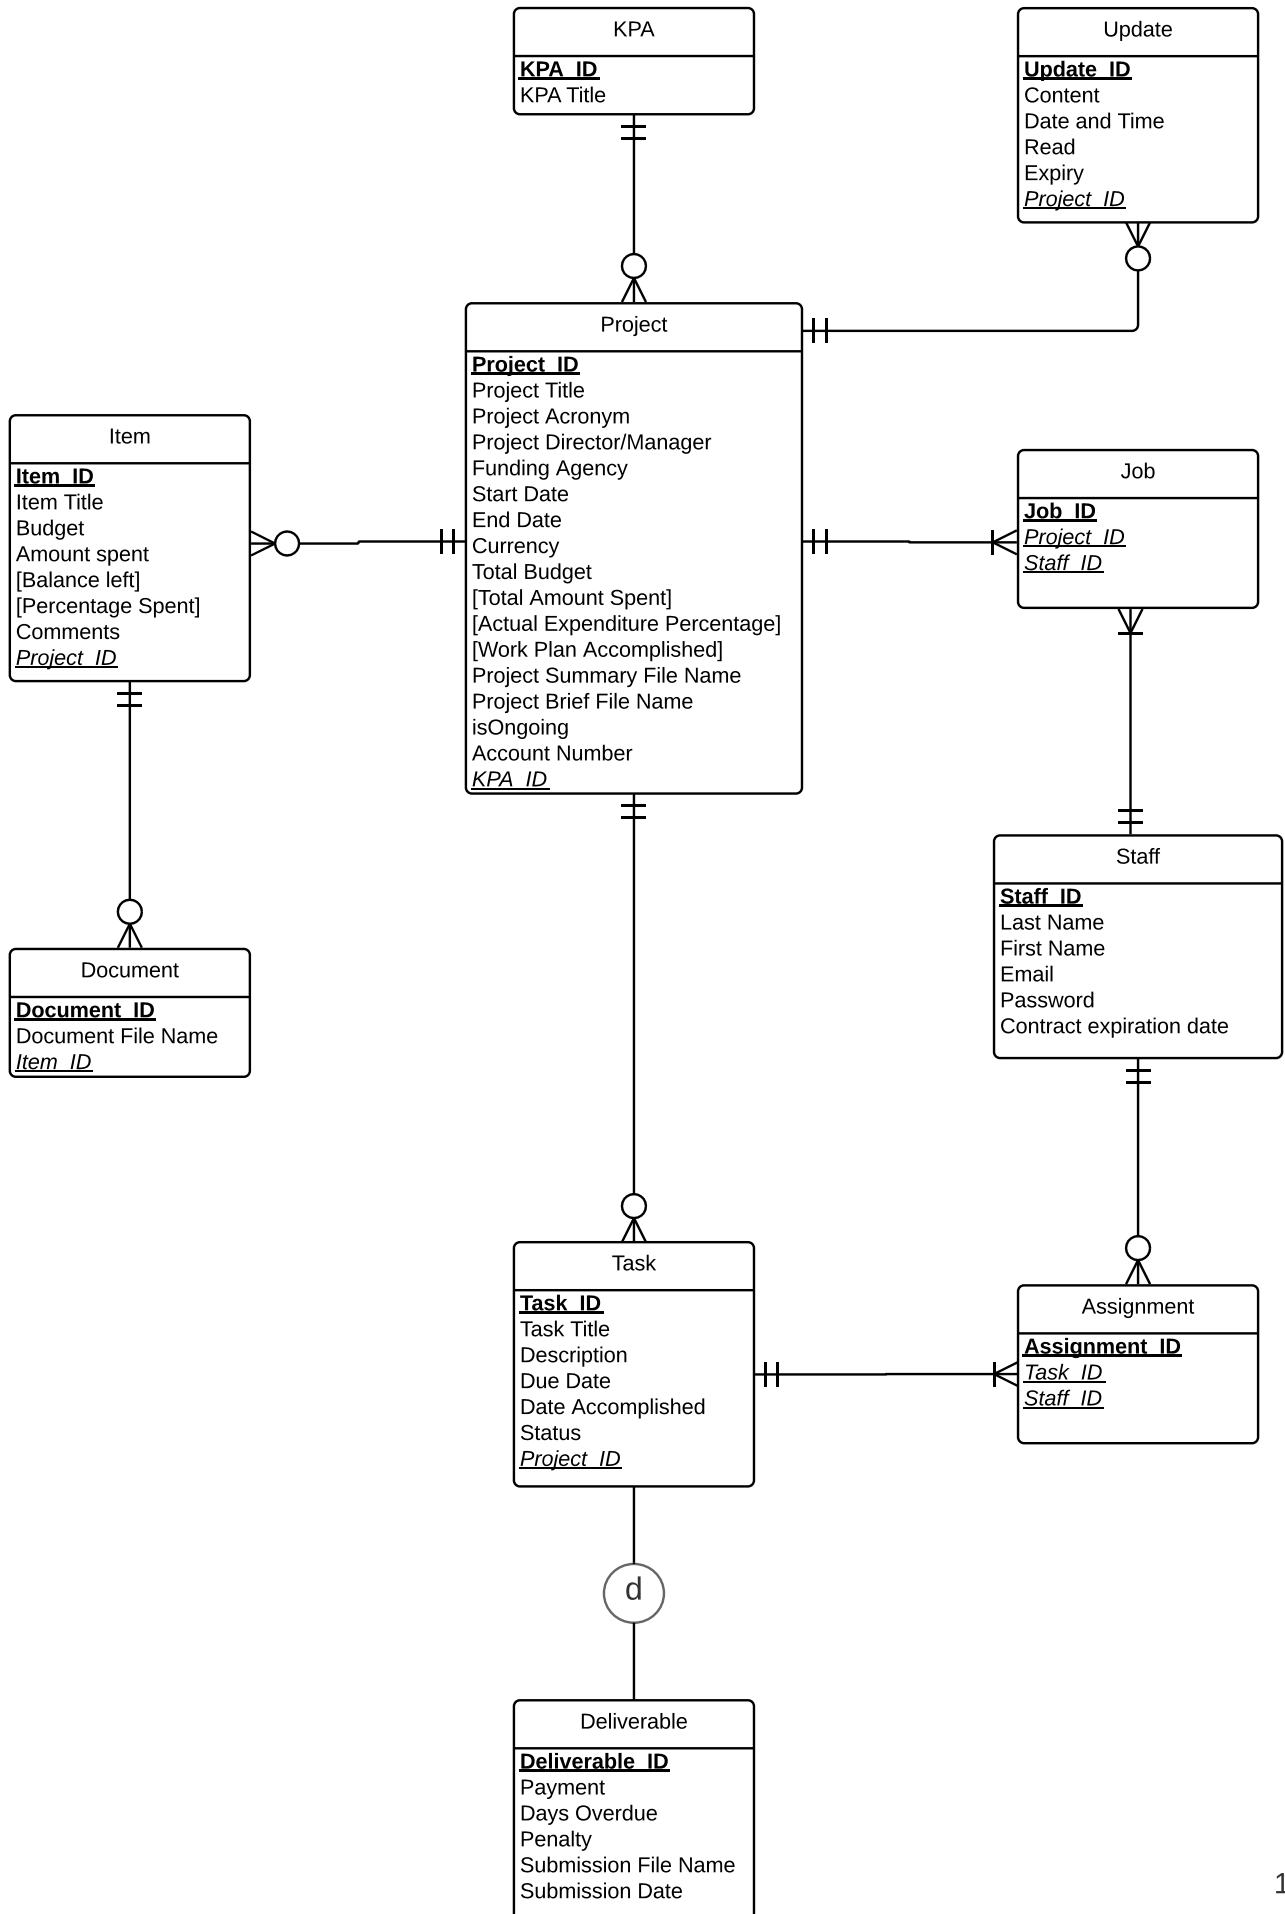 KPA
KPA_ID
KPA Title
Update
Update_ID
Content
Date and Time
Read
Expiry
Project_ID
Project
Project_ID
Project Title
Project Acronym
Project Director/Manager
Funding Agency
Start Date
End Date
Currency
Total Budget
[Total Amount Spent]
[Actual Expenditure Percentage]
[Work Plan Accomplished]
Project Summary File Name
Project Brief File Name
isOngoing
Account Number
KPA_ID
Item
Item_ID
Item Title
Budget
Amount spent
[Balance left]
[Percentage Spent]
Comments
Project_ID
Job
Job_ID
Project_ID
Staff_ID
Staff
Staff_ID
Last Name
First Name
Email
Password
Contract expiration date
Document
Document_ID
Document File Name
Item_ID
Task
Task_ID
Task Title
Description
Due Date
Date Accomplished
Status
Project_ID
Assignment
Assignment_ID
Task_ID
Staff_ID
d
Deliverable
Deliverable_ID
Payment
Days Overdue
Penalty
Submission File Name
Submission Date
1